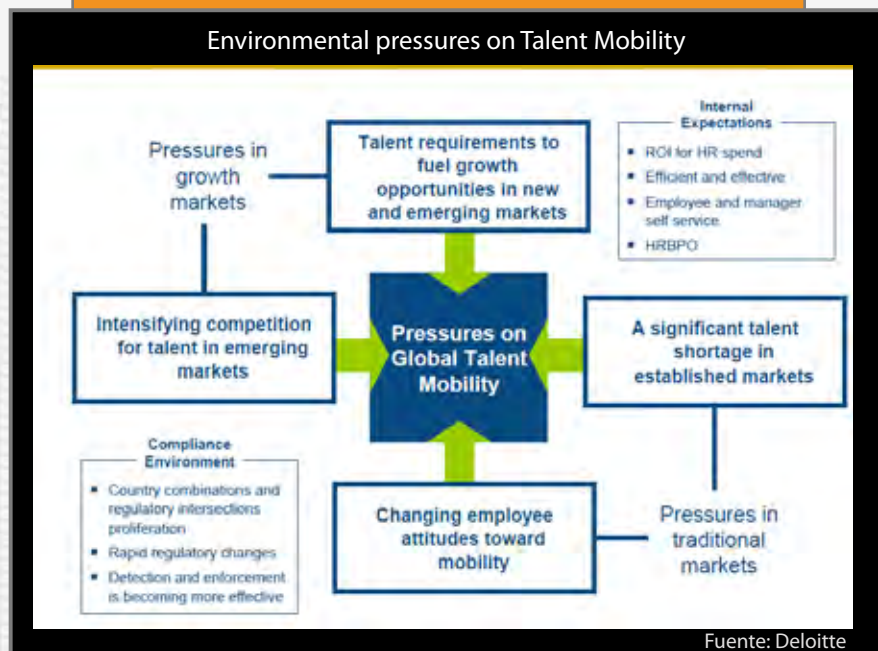 Environmental pressures on Talent Mobility
Pressures in
growth
markets
Talent requirements to
fuel growth
opportunities in new
and emerging markets
Internal
Expectations
▪ ROI for HR spend
▪ Efficient and effective
▪ Employee and manager
self service
▪ HRBPO
Intensifying competition
for talent in emerging
markets
Pressures on
Global Talent
Mobility
A significant talent
shortage in
established markets
Compliance
Environment
▪ Country combinations and
regulatory intersections
proliferation
▪ Rapid regulatory changes
▪ Detection and enforcement
is becoming more effective
Changing employee
attitudes toward
mobility
Pressures in
traditional
markets
Fuente: Deloitte